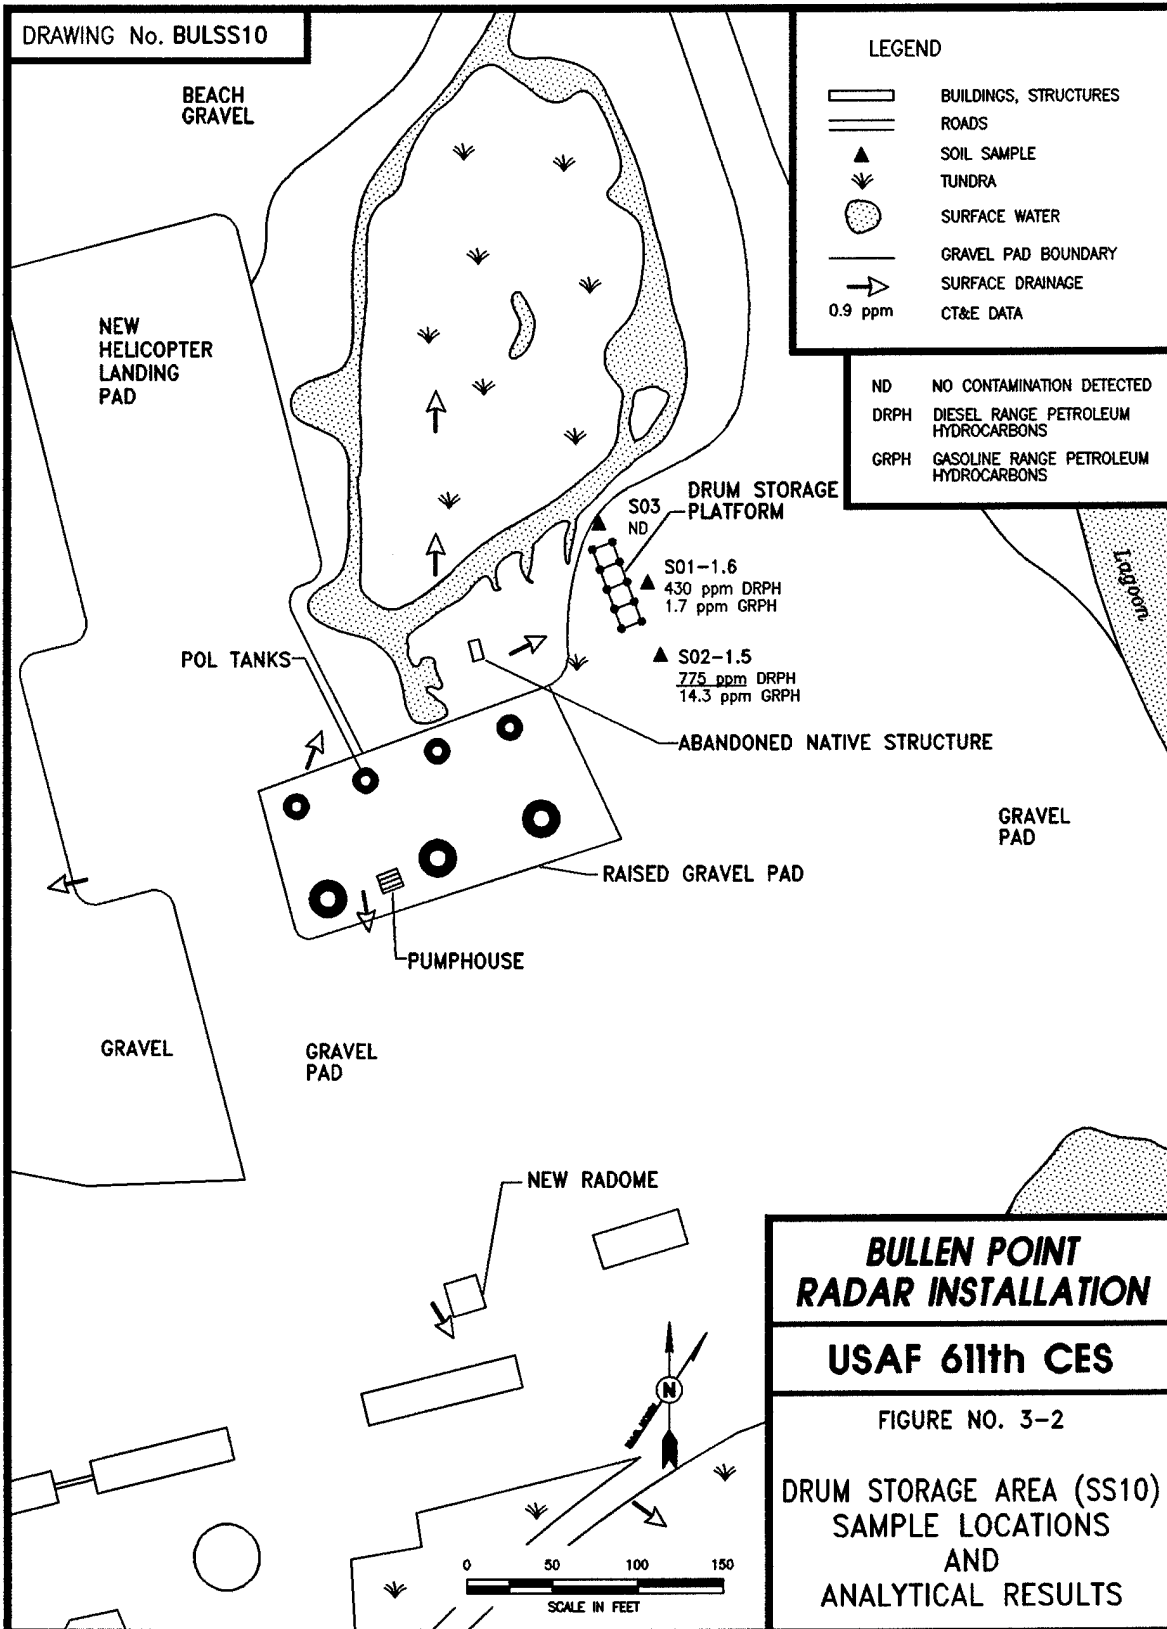 DRAWING No. BULSS10
LEGEND
BUILDINGS, STRUCTURES
ROADS
SOIL SAMPLE
TUNDRA
SURFACE WATER
GRAVEL PAD BOUNDARY
SURFACE DRAINAGE
0.9 ppm CT&E DATA
ND NO CONTAMINATION DETECTED
DRPH DIESEL RANGE PETROLEUM
HYDROCARBONS
GRPH GASOLINE RANGE PETROLEUM
HYDROCARBONS
BEACH
GRAVEL
NEW
HELICOPTER
LANDING
PAD
DRUM STORAGE
PLATFORM
S03
ND
S01-1.6
430 ppm DRPH
1.7 ppm GRPH
Lagoon
POL TANKS
S02-1.5
775 ppm DRPH
14.3 ppm GRPH
ABANDONED NATIVE STRUCTURE
GRAVEL
PAD
RAISED GRAVEL PAD
PUMPHOUSE
GRAVEL
GRAVEL
PAD
NEW RADOME
N
0 50 100 150
SCALE IN FEET
BULLEN POINT
RADAR INSTALLATION
USAF 611th CES
FIGURE NO. 3-2
DRUM STORAGE AREA (SS10)
SAMPLE LOCATIONS
AND
ANALYTICAL RESULTS